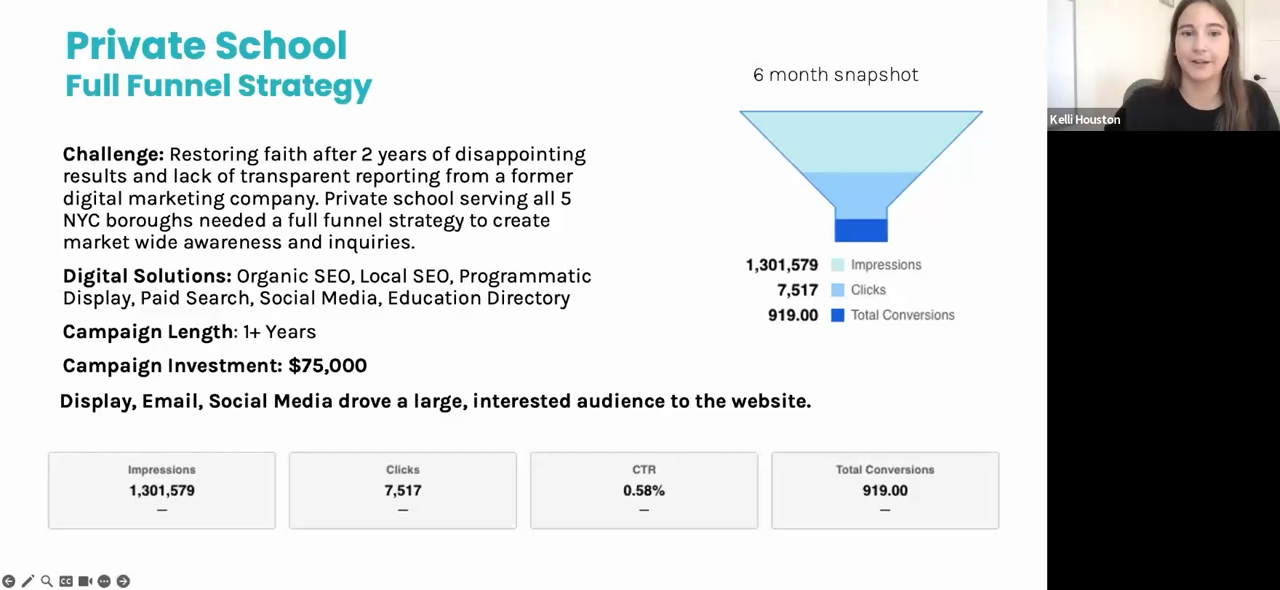 Private School
Full Funnel Strategy
6 month snapshot
Kelli Houston
Challenge: Restoring faith after 2 years of disappointing
results and lack of transparent reporting from a former
digital marketing company. Private school serving all 5
NYC boroughs needed a full funnel strategy to create
market wide awareness and inquiries.
Digital Solutions: Organic SEO, Local SEO, Programmatic
Display, Paid Search, Social Media, Education Directory
Campaign Length: 1+ Years
Campaign Investment: $75,000
1,301,579 Impressions
7,517 Clicks
919.00 Total Conversions
Display, Email, Social Media drove a large, interested audience to the website.
Impressions
1,301,579
—
Clicks
7,517
—
CTR
0.58%
—
Total Conversions
919.00
—
CC